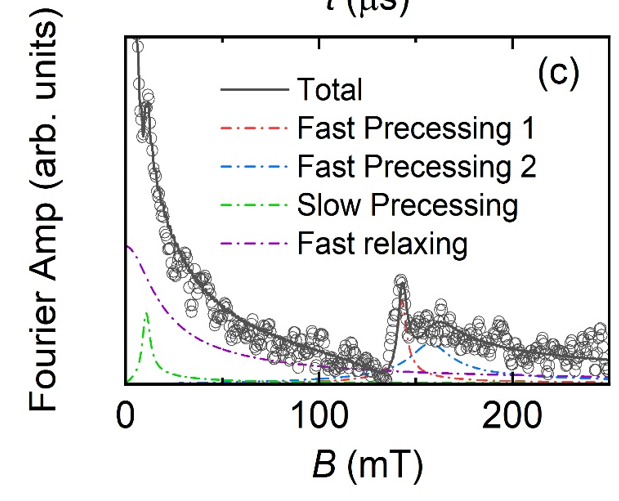 t (μs)
(c)
Total
Fast Precessing 1
Fast Precessing 2
Slow Precessing
Fast relaxing
Fourier Amp (arb. units)
0 100 200
B (mT)